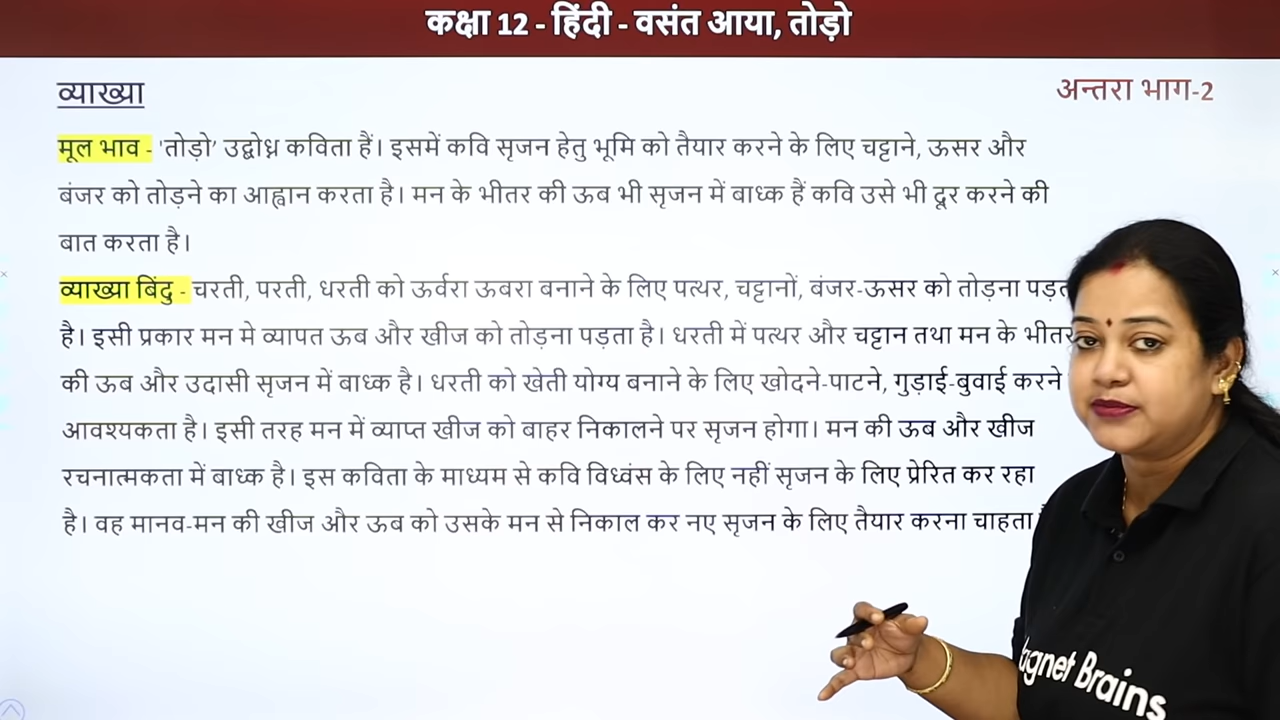 कक्षा 12 - हिंदी - वसंत आया, तोड़ो
व्याख्या
अन्तरा भाग-2
मूल भाव - 'तोड़ो’ उद्बोध्न कविता हैं। इसमें कवि सृजन हेतु भूमि को तैयार करने के लिए चट्टाने, ऊसर और
बंजर को तोड़ने का आह्वान करता है। मन के भीतर की ऊब भी सृजन में बाध्क हैं कवि उसे भी दूर करने की
बात करता है।
व्याख्या बिंदु - चरती, परती, धरती को ऊर्वरा ऊबरा बनाने के लिए पत्थर, चट्टानों, बंजर-ऊसर को तोड़ना
है। इसी प्रकार मन मे व्यापत ऊब और खीज को तोड़ना पड़ता है। धरती में पत्थर और चट्टान तथा मन के भीतर
की ऊब और उदासी सृजन में बाध्क है। धरती को खेती योग्य बनाने के लिए खोदने-पाटने, गुड़ाई-बुवाई करने
आवश्यकता है। इसी तरह मन में व्याप्त खीज को बाहर निकालने पर सृजन होगा। मन की ऊब और खीज
रचनात्मकता में बाध्क है। इस कविता के माध्यम से कवि विध्वंस के लिए नहीं सृजन के लिए प्रेरित कर रहा
है। वह मानव-मन की खीज और ऊब को उसके मन से निकाल कर नए सृजन के लिए तैयार करना चाहता
agnet Brains